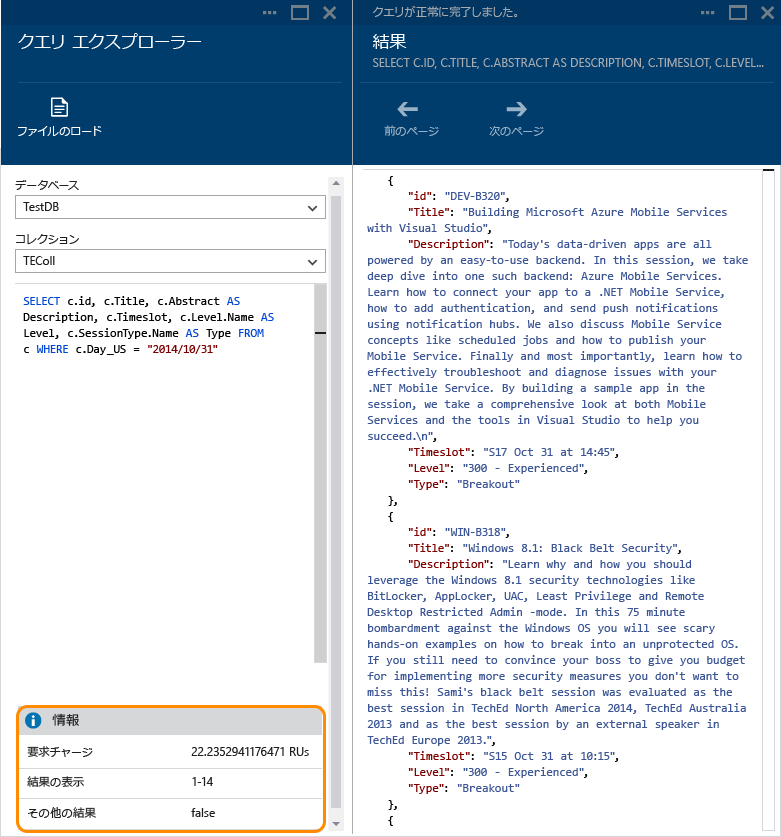 クエリ エクスプローラー
ファイルのロード
データベース
TestDB
コレクション
TEColl
SELECT c.id, c.Title, c.Abstract AS
Description, c.Timeslot, c.Level.Name AS
Level, c.SessionType.Name AS Type FROM
c WHERE c.Day_US = "2014/10/31"
情報
要求チャージ 22.2352941176471 RUs
結果の表示 1-14
その他の結果 false
クエリが正常に完了しました。
結果
SELECT C.ID, C.TITLE, C.ABSTRACT AS DESCRIPTION, C.TIMESLOT, C.LEVEL...
前のページ 次のページ
{
"id": "DEV-B320",
"Title": "Building Microsoft Azure Mobile Services
with Visual Studio",
"Description": "Today's data-driven apps are all
powered by an easy-to-use backend. In this session, we take
deep dive into one such backend: Azure Mobile Services.
Learn how to connect your app to a .NET Mobile Service,
how to add authentication, and send push notifications
using notification hubs. We also discuss Mobile Service
concepts like scheduled jobs and how to publish your
Mobile Service. Finally and most importantly, learn how to
effectively troubleshoot and diagnose issues with your
.NET Mobile Service. By building a sample app in the
session, we take a comprehensive look at both Mobile
Services and the tools in Visual Studio to help you
succeed.\n",
"Timeslot": "S17 Oct 31 at 14:45",
"Level": "300 - Experienced",
"Type": "Breakout"
},
{
"id": "WIN-B318",
"Title": "Windows 8.1: Black Belt Security",
"Description": "Learn why and how you should
leverage the Windows 8.1 security technologies like
BitLocker, AppLocker, UAC, Least Privilege and Remote
Desktop Restricted Admin -mode. In this 75 minute
bombardment against the Windows OS you will see scary
hands-on examples on how to break into an unprotected OS.
If you still need to convince your boss to give you budget
for implementing more security measures you don't want to
miss this! Sami's black belt session was evaluated as the
best session in TechEd North America 2014, TechEd Australia
2013 and as the best session by an external speaker in
TechEd Europe 2013.",
"Timeslot": "S15 Oct 31 at 10:15",
"Level": "300 - Experienced",
"Type": "Breakout"
},
{